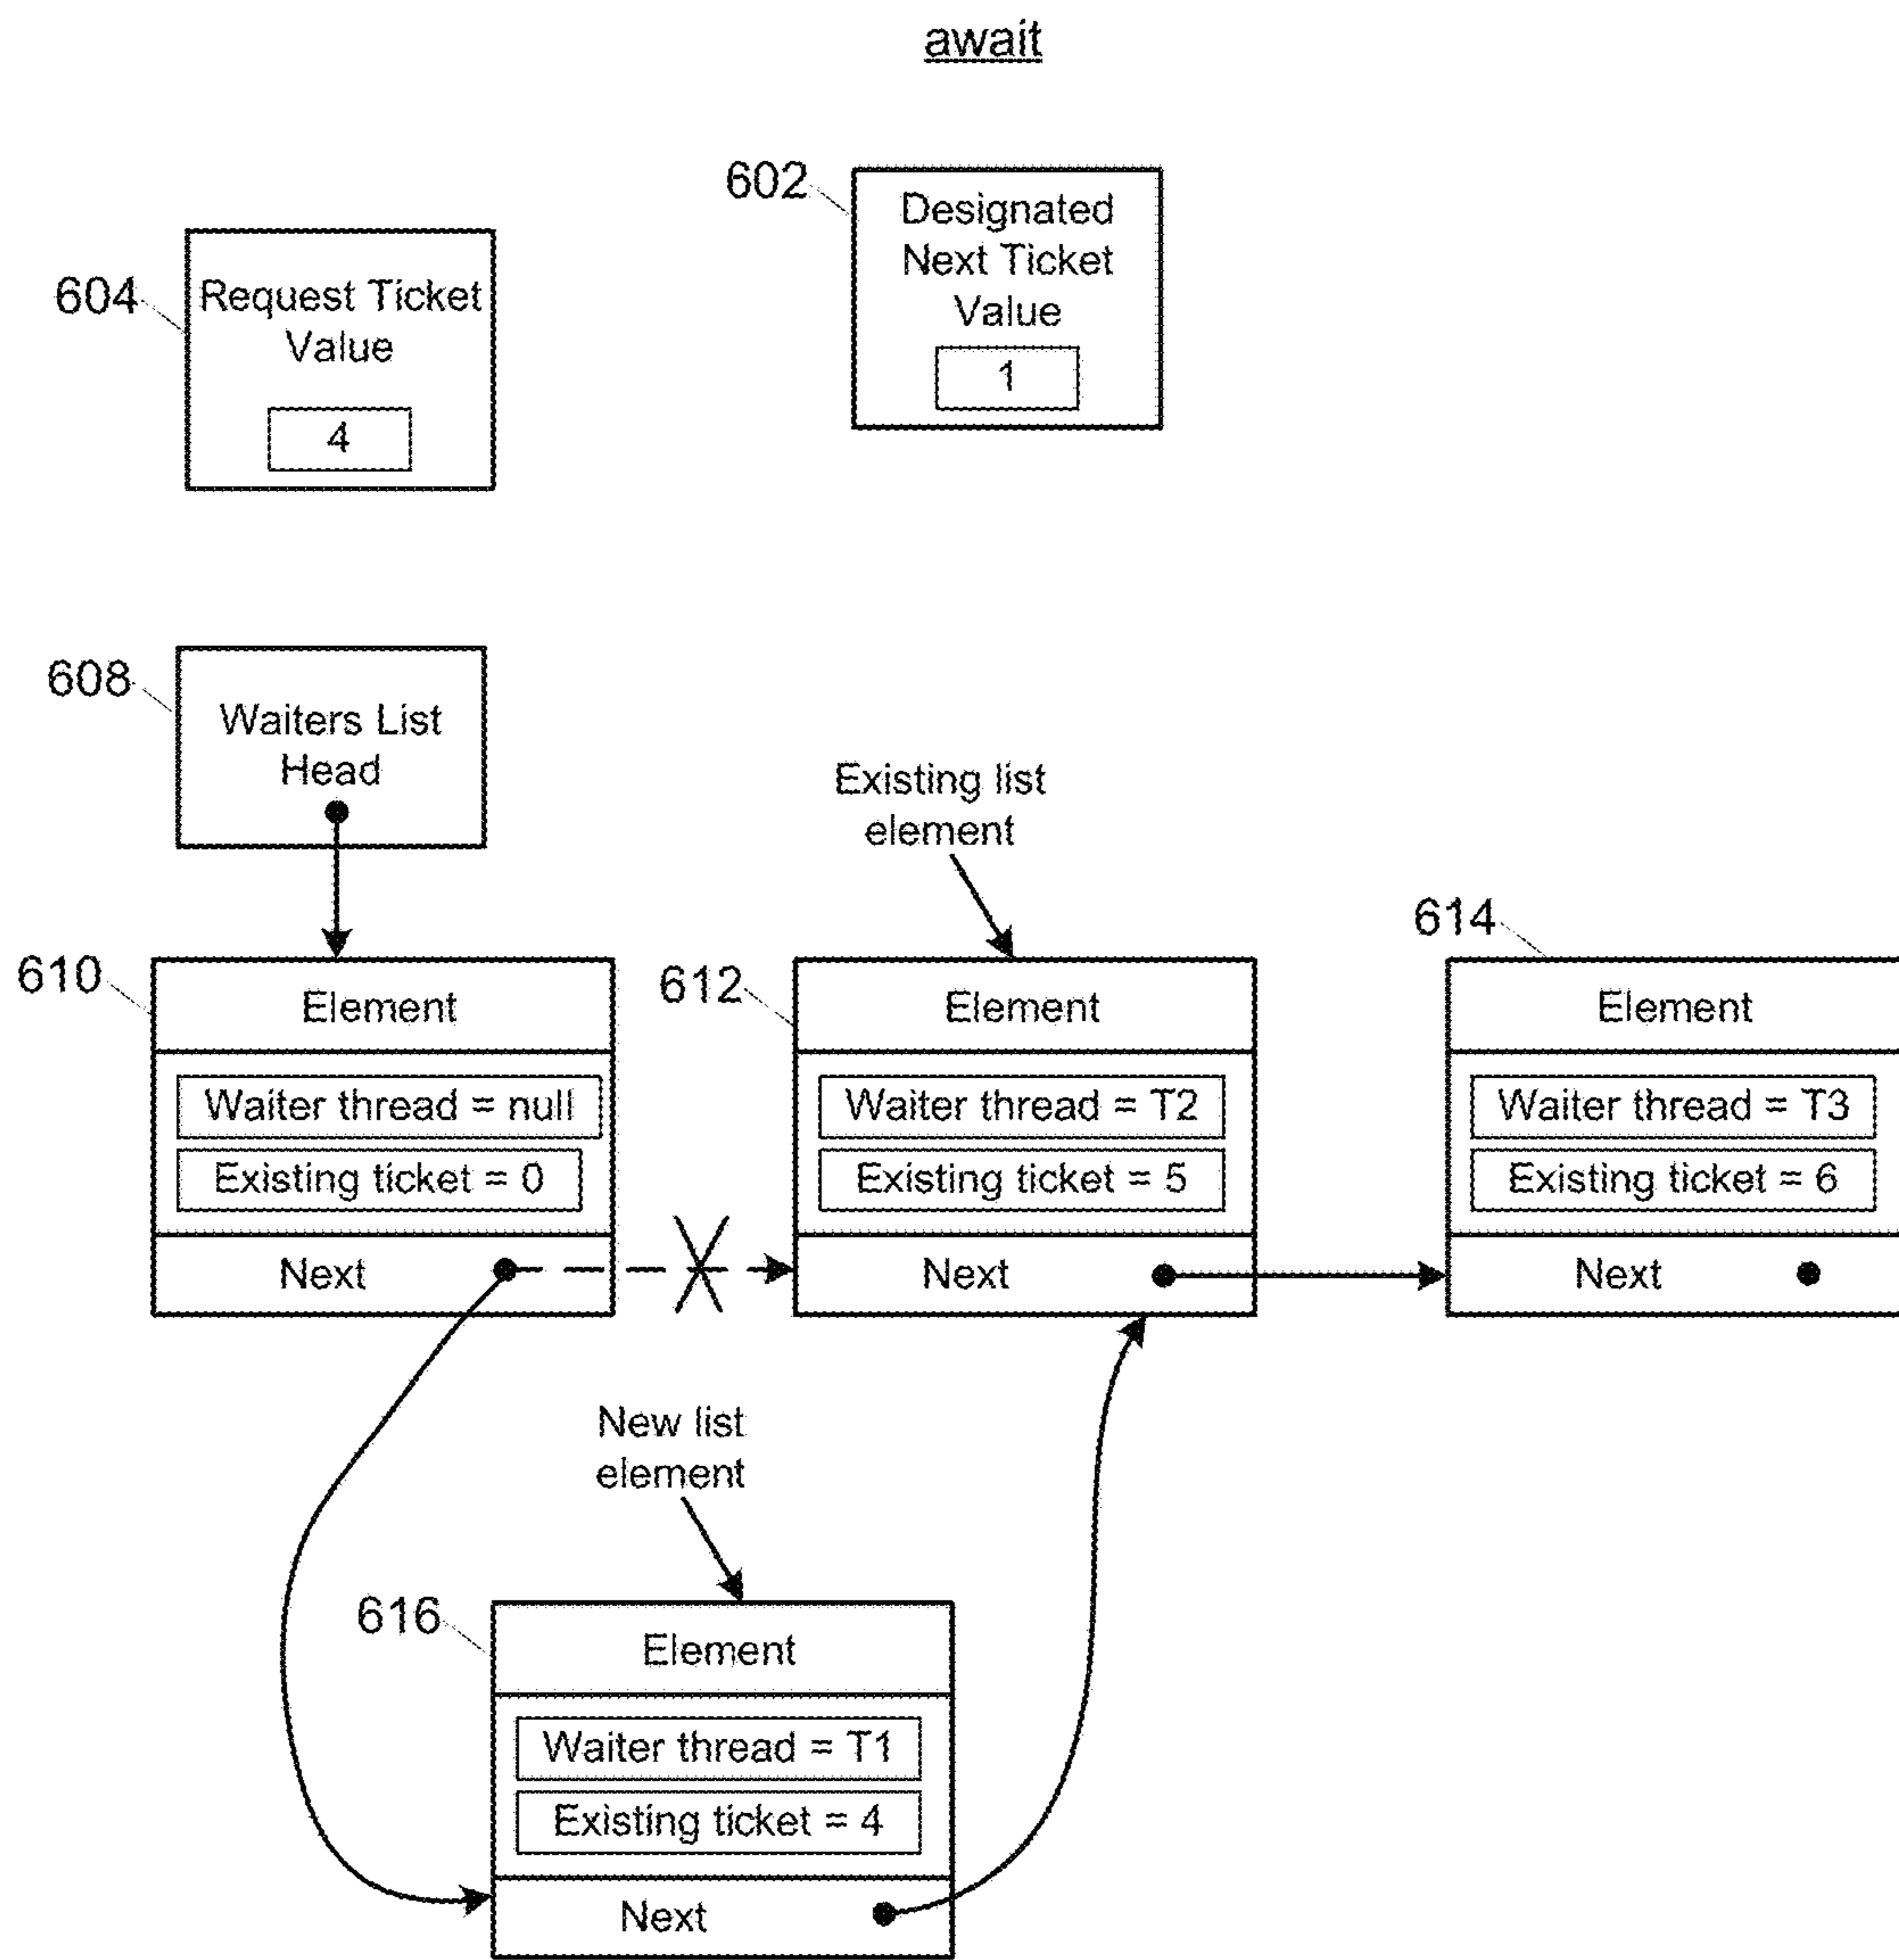 await
602
Designated
Next Ticket
Value
1
604
Request Ticket
Value
4
608
Waiters List
Head
Existing list
element
610
Element
Waiter thread = null
Existing ticket = 0
Next
612
Element
Waiter thread = T2
Existing ticket = 5
Next
614
Element
Waiter thread = T3
Existing ticket = 6
Next
New list
element
616
Element
Waiter thread = T1
Existing ticket = 4
Next